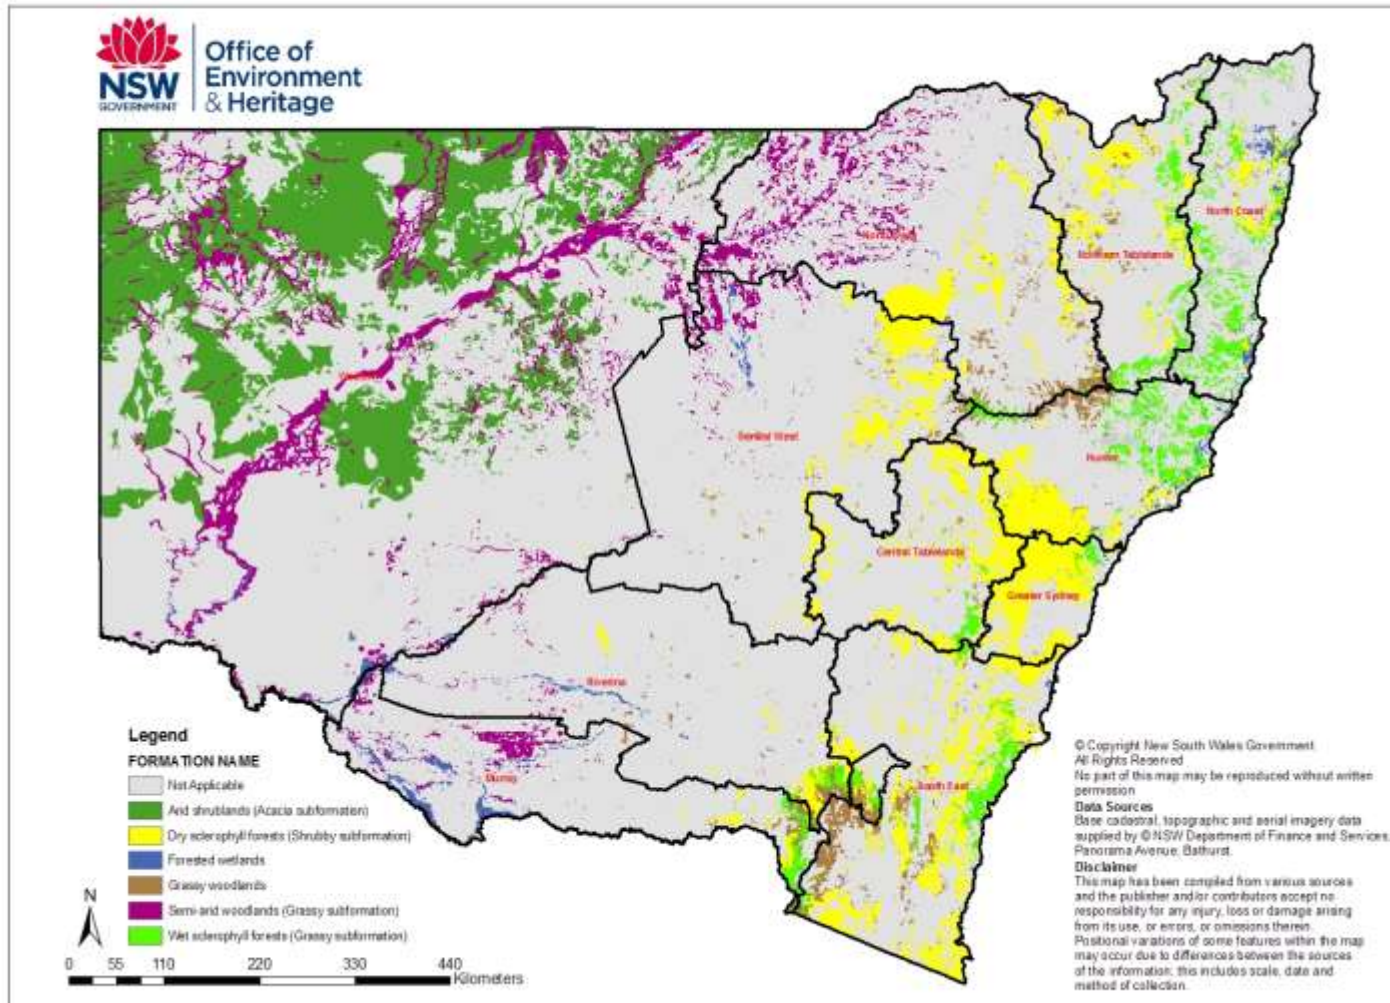 NSW
GOVERNMENT
Office of
Environment
& Heritage
North Coast
Northern Tablelands
Central West
Hunter
Central Tablelands
Greater Sydney
Riverina
Murray
South East
Legend
FORMATION NAME
Not Applicable
Arid shrublands (Acacia subformation)
Dry sclerophyll forests (Shrubby subformation)
Forested wetlands
Grassy woodlands
Semi-arid woodlands (Grassy subformation)
Wet sclerophyll forests (Grassy subformation)
N
0 55 110 220 330 440
Kilometers
© Copyright New South Wales Government
All Rights Reserved
No part of this map may be reproduced without written
permission
Data Sources
Base cadastral, topographic and aerial imagery data
supplied by © NSW Department of Finance and Services,
Panorama Avenue, Bathurst.
Disclaimer
This map has been compiled from various sources
and the publisher and/or contributors accept no
responsibility for any injury, loss or damage arising
from its use, or errors, or omissions therein.
Positional variations of some features within the map
may occur due to differences between the sources
of the information; this includes scale, date and
method of collection.